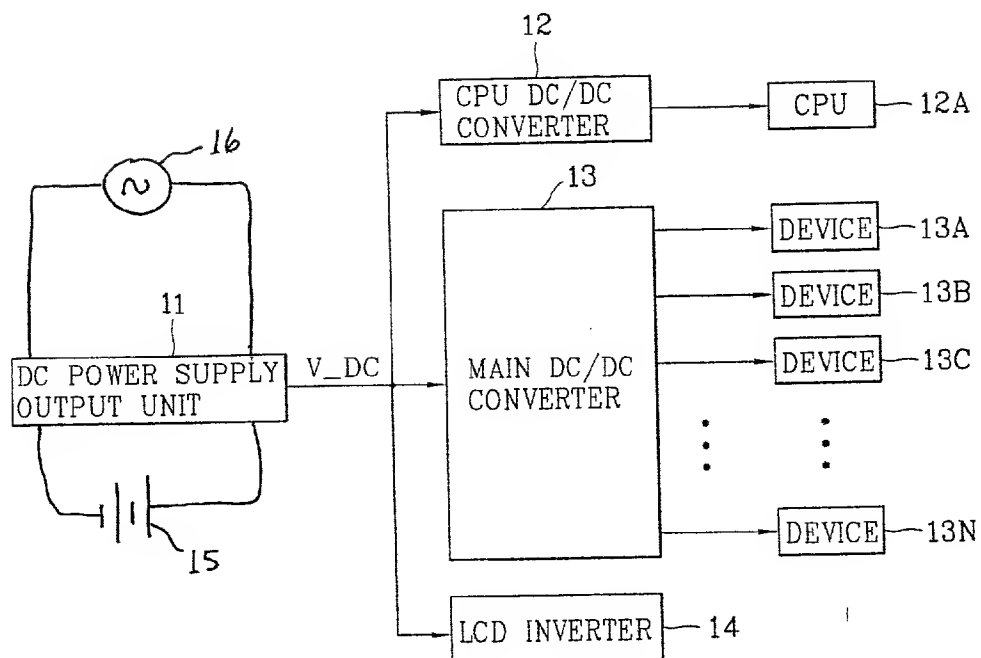 12
CPU DC/DC
CONVERTER
CPU
12A
16
13
DEVICE
13A
DEVICE
13B
11
DC POWER SUPPLY
OUTPUT UNIT
V_DC
MAIN DC/DC
CONVERTER
DEVICE
13C
15
DEVICE
13N
LCD INVERTER
14